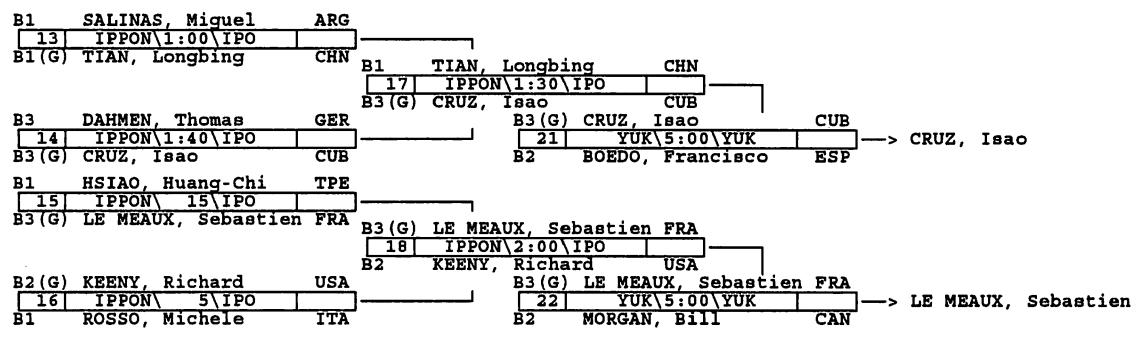 B1 SALINAS, Miguel ARG
13 IPPON\1:00\IPO
B1(G) TIAN, Longbing CHN
B1 TIAN, Longbing CHN
17 IPPON\1:30\IPO
B3(G) CRUZ, Isao CUB
B3 DAHMEN, Thomas GER
14 IPPON\1:40\IPO
B3(G) CRUZ, Isao CUB
B3(G) CRUZ, Isao CUB
21 YUK\5:00\YUK —> CRUZ, Isao
B2 BOEDO, Francisco ESP
B1 HSIAO, Huang-Chi TPE
15 IPPON\ 15\IPO
B3(G) LE MEAUX, Sebastien FRA
B3(G) LE MEAUX, Sebastien FRA
18 IPPON\2:00\IPO
B2 KEENY, Richard USA
B2(G) KEENY, Richard USA
16 IPPON\ 5\IPO
B1 ROSSO, Michele ITA
B3(G) LE MEAUX, Sebastien FRA
22 YUK\5:00\YUK —> LE MEAUX, Sebastien
B2 MORGAN, Bill CAN